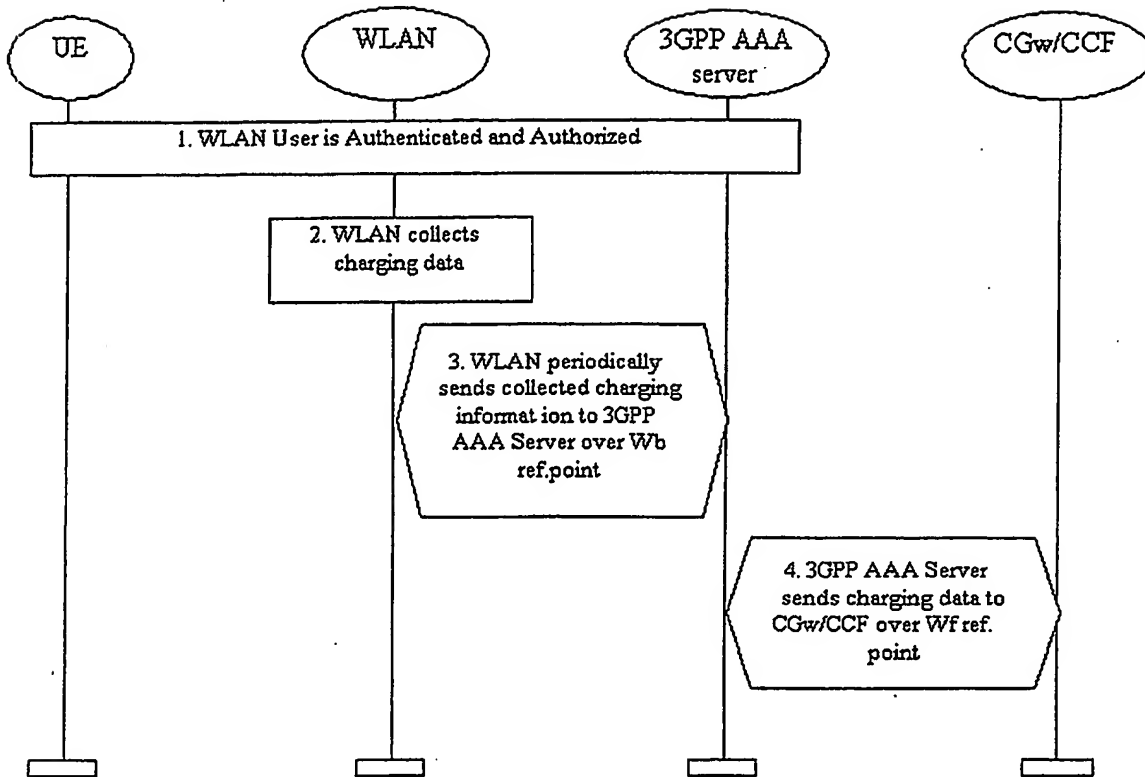 UE
WLAN
3GPP AAA
server
CGw/CCF
1. WLAN User is Authenticated and Authorized
2. WLAN collects
charging data
3. WLAN periodically
sends collected charging
informat ion to 3GPP
AAA Server over Wb
ref.point
4. 3GPP AAA Server
sends charging data to
CGw/CCF over Wf ref.
point